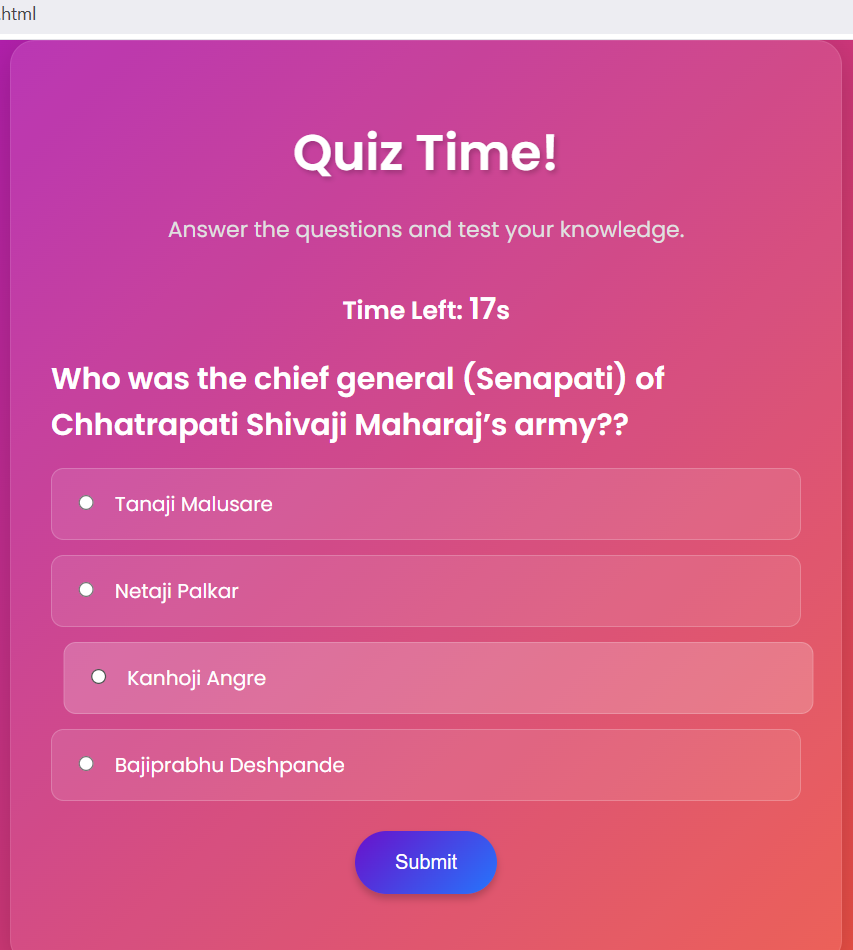 .html
Quiz Time!
Answer the questions and test your knowledge.
Time Left: 17s
Who was the chief general (Senapati) of
Chhatrapati Shivaji Maharaj’s army??
Tanaji Malusare
Netaji Palkar
Kanhoji Angre
Bajiprabhu Deshpande
Submit